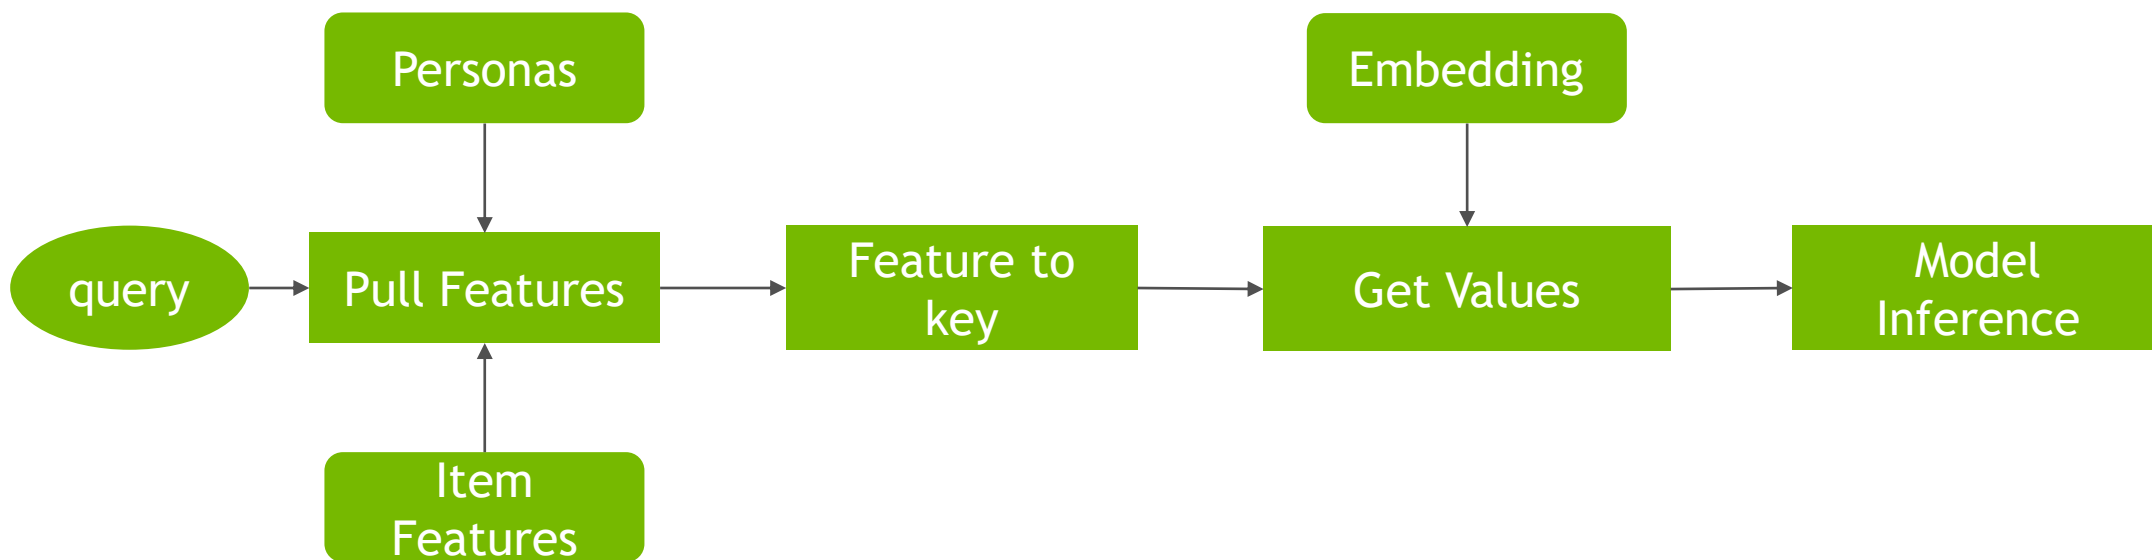 Personas
Embedding
query
Pull Features
Feature to
key
Get Values
Model
Inference
Item
Features